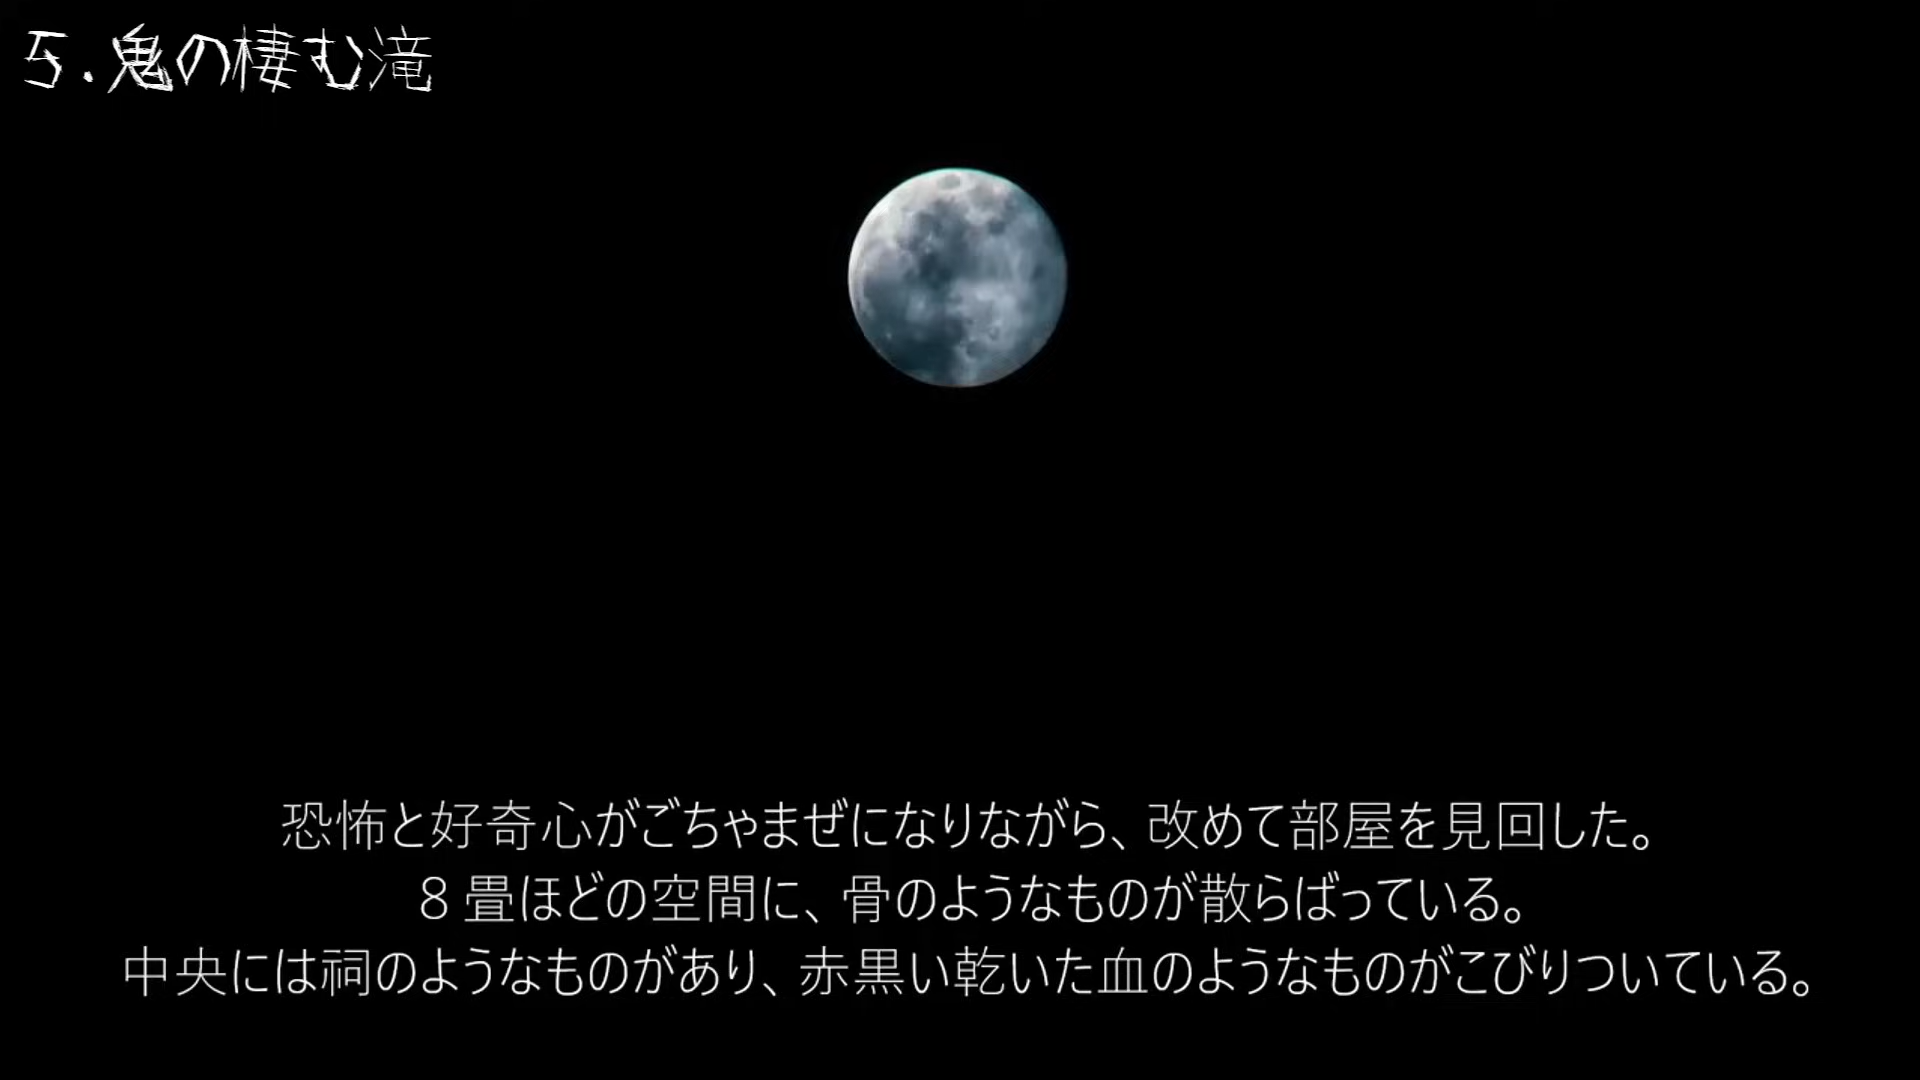 5.鬼の棲む滝
恐怖と好奇心がごちゃまぜになりながら、改めて部屋を見回した。
８畳ほどの空間に、骨のようなものが散らばっている。
中央には祠のようなものがあり、赤黒い乾いた血のようなものがこびりついている。